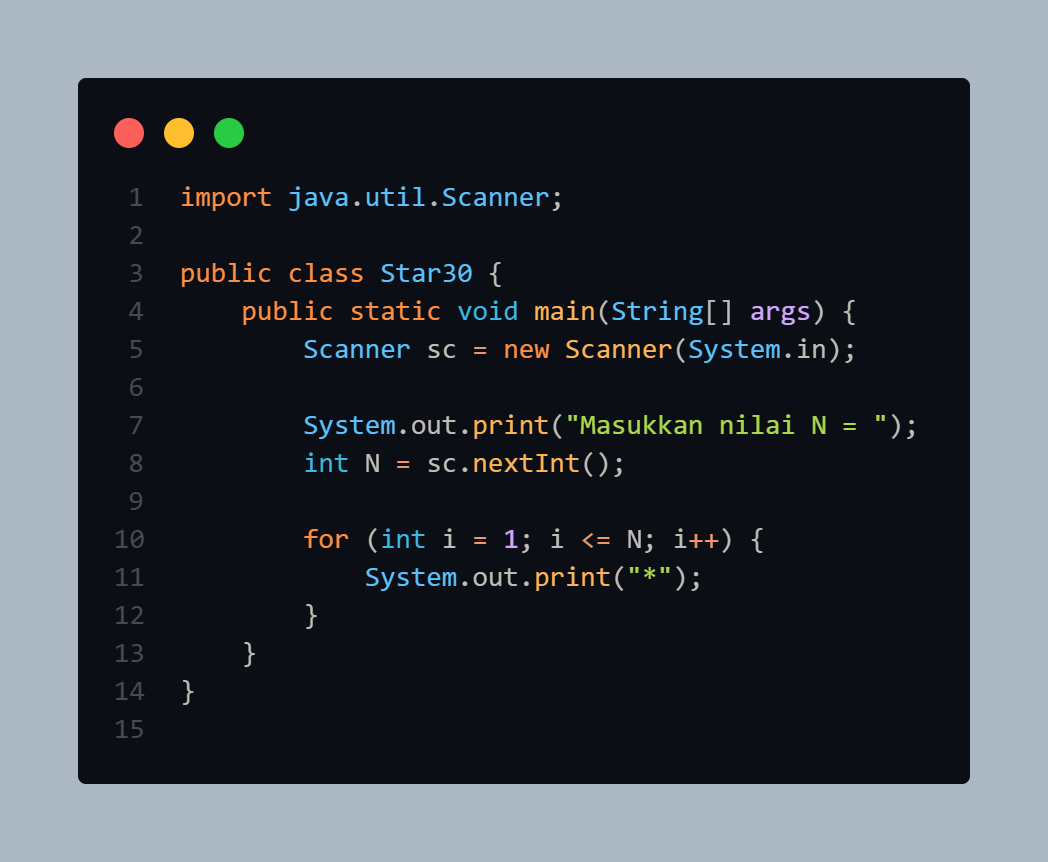 1 import java.util.Scanner;
2
3 public class Star30 {
4     public static void main(String[] args) {
5         Scanner sc = new Scanner(System.in);
6
7         System.out.print("Masukkan nilai N = ");
8         int N = sc.nextInt();
9
10         for (int i = 1; i <= N; i++) {
11             System.out.print("*");
12         }
13     }
14 }
15